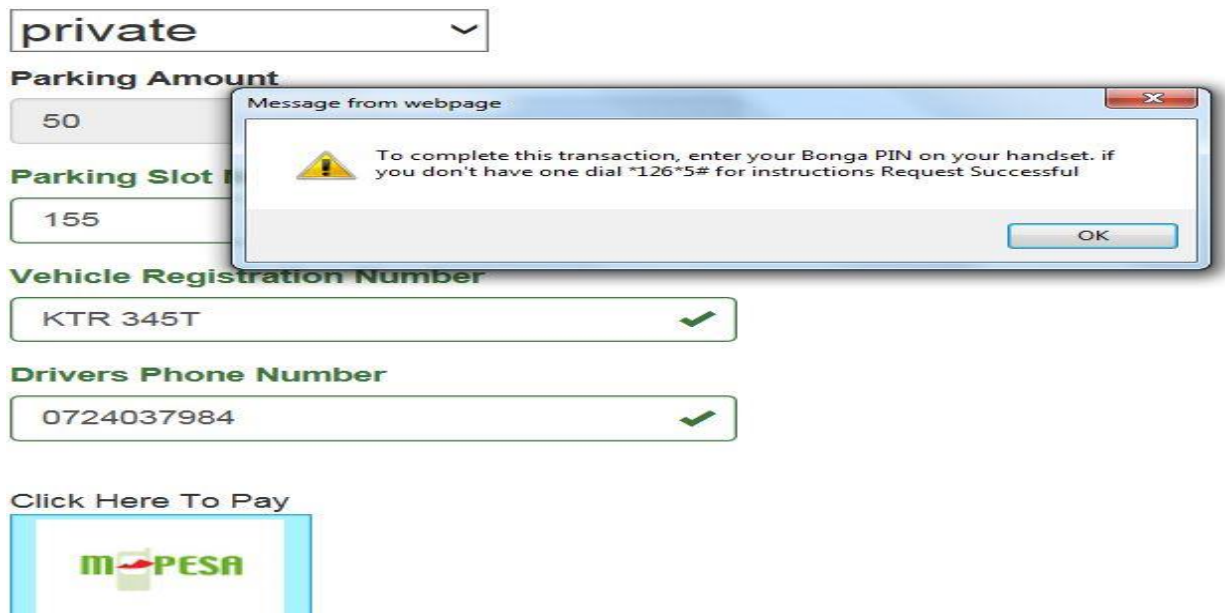 private
Parking Amount
50
Message from webpage
To complete this transaction, enter your Bonga PIN on your handset. if
you don't have one dial *126*5# for instructions Request Successful
OK
Parking Slot
155
Vehicle Registration Number
KTR 345T
Drivers Phone Number
0724037984
Click Here To Pay
M-PESA